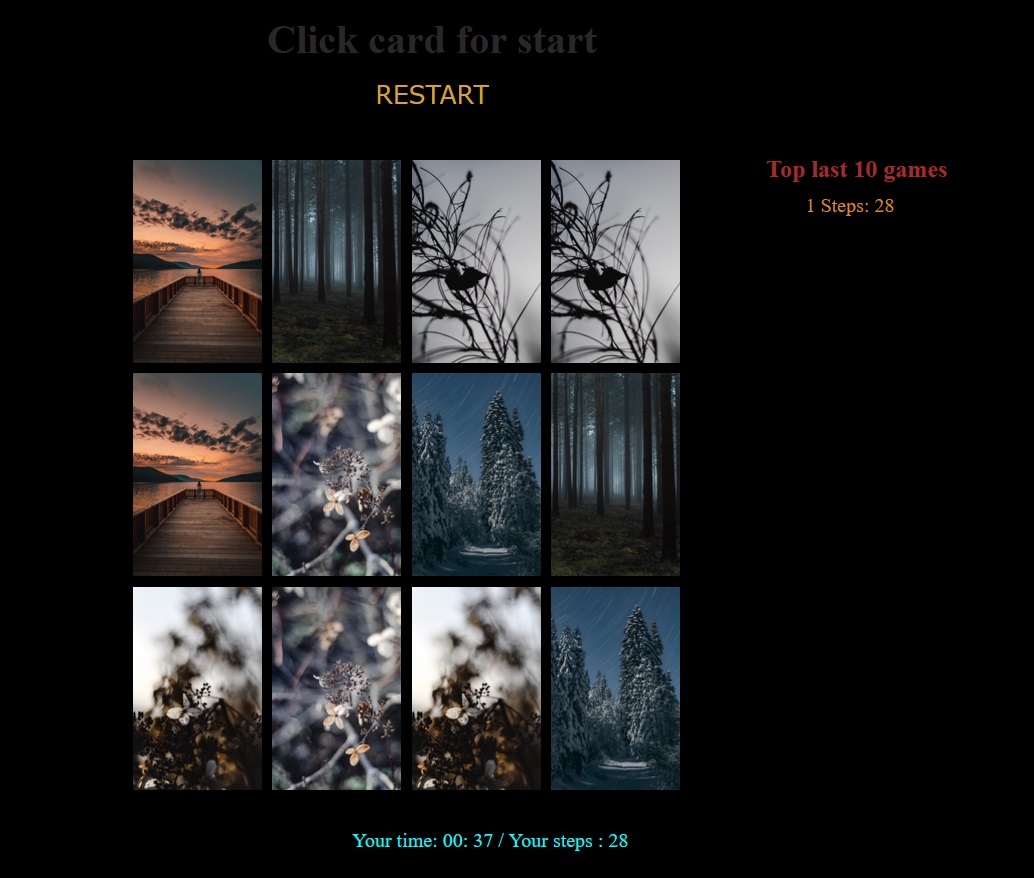 Click card for start
RESTART
Top last 10 games
1 Steps: 28
Your time: 00: 37 / Your steps : 28